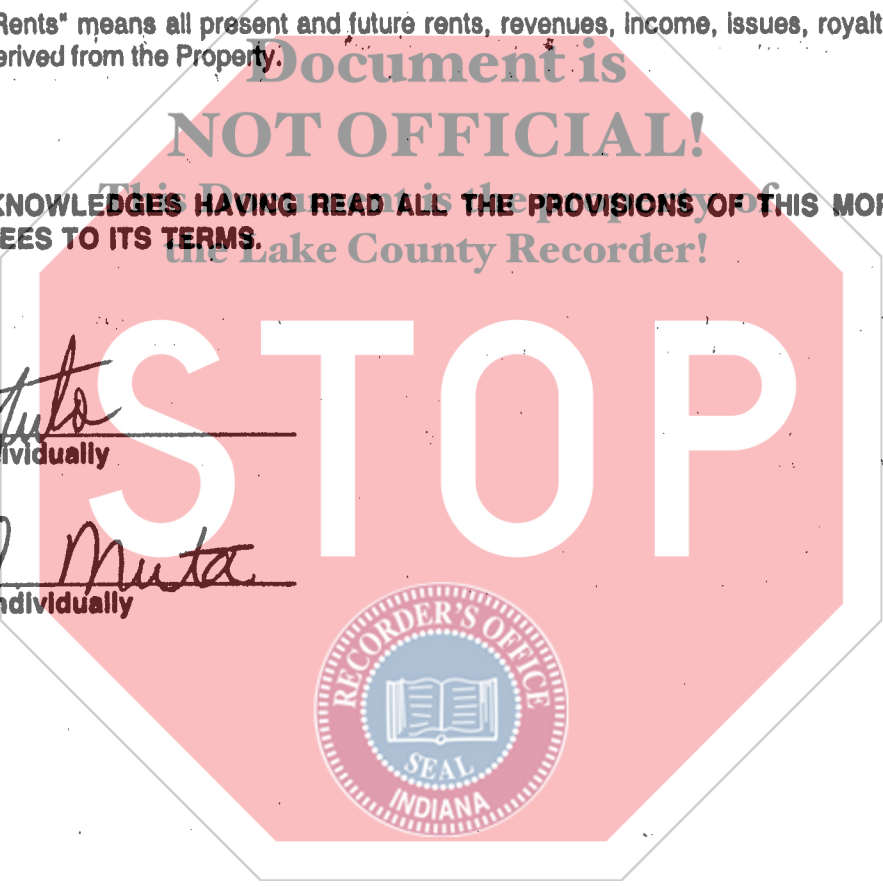 Rents" means all present and future rents, revenues, income, issues, royalt
erived from the Property.
Document is
NOT OFFICIAL!
This Document is the property of
KNOWLEDGES HAVING READ ALL THE PROVISIONS OF THIS MOR
EES TO ITS TERMS.
the Lake County Recorder!
STOP
ividually
Muta
ndividually
RECORDER'S OFFICE
SEAL
INDIANA